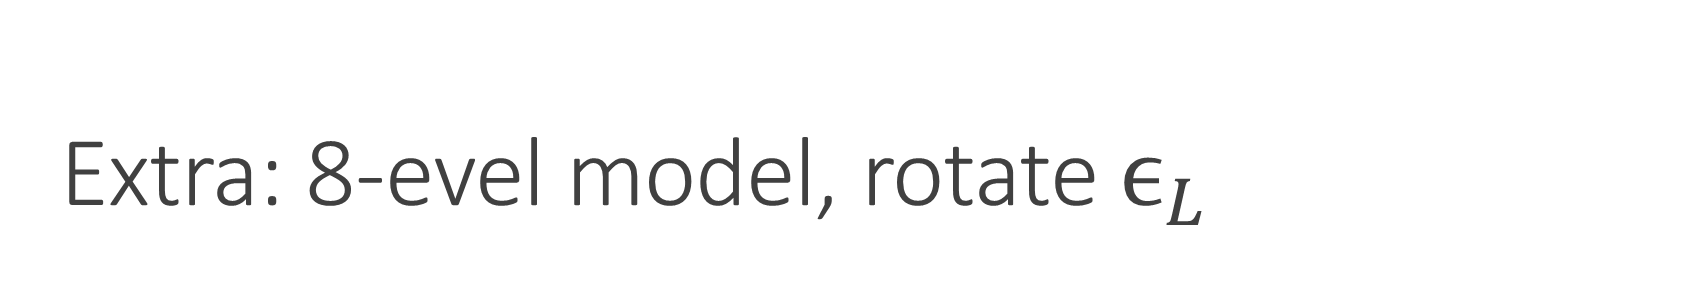 Extra: 8-evel model, rotate ϵ_L